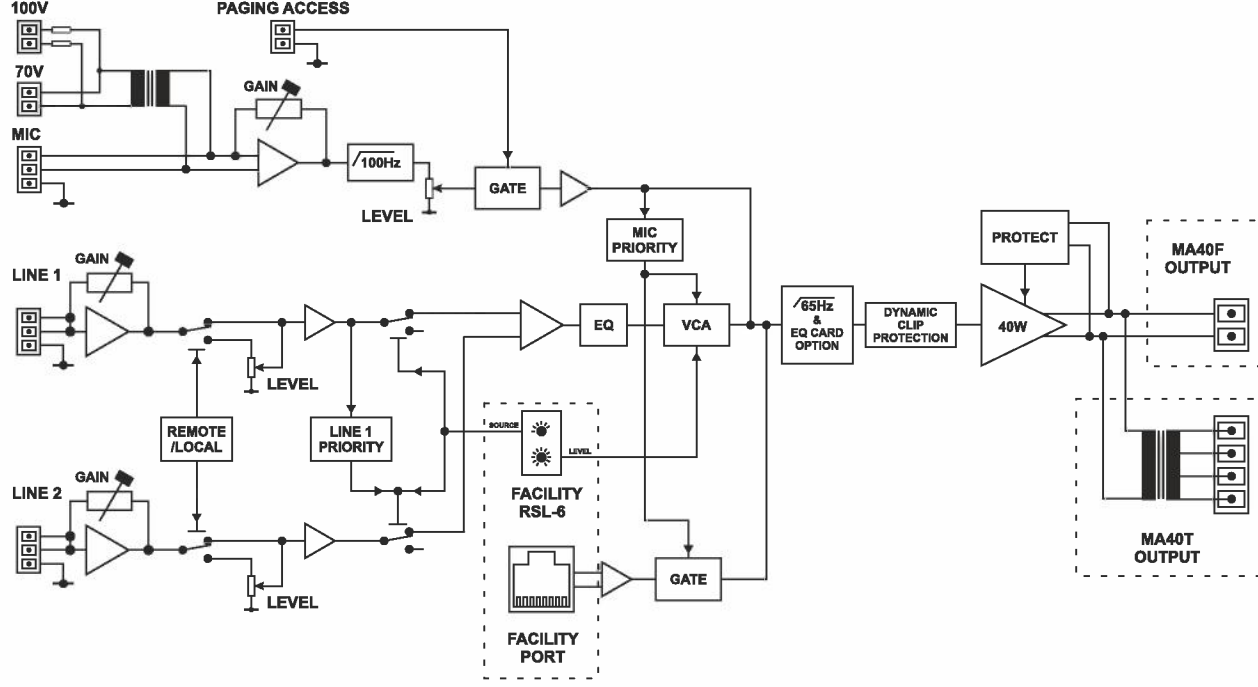 100V
PAGING ACCESS
70V
GAIN
MIC
100Hz
GATE
LEVEL
MIC
PRIORITY
PROTECT
MA40F
OUTPUT
GAIN
LINE 1
EQ
VCA
65Hz
&
EQ CARD
OPTION
DYNAMIC
CLIP
PROTECTION
40W
LEVEL
REMOTE
/LOCAL
LINE 1
PRIORITY
SOURCE
LEVEL
GAIN
LINE 2
FACILITY
RSL-6
MA40T
OUTPUT
GATE
LEVEL
FACILITY
PORT